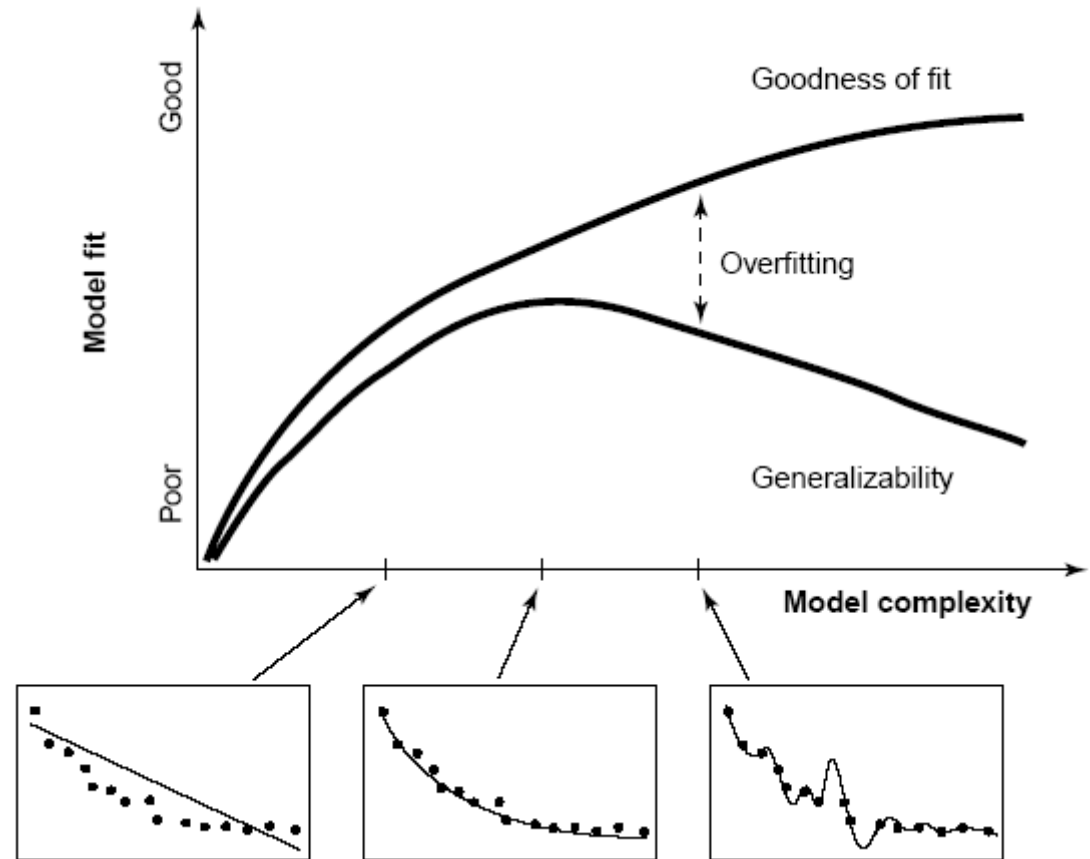 Good
Goodness of fit
Model fit
Overfitting
Poor
Generalizability
Model complexity